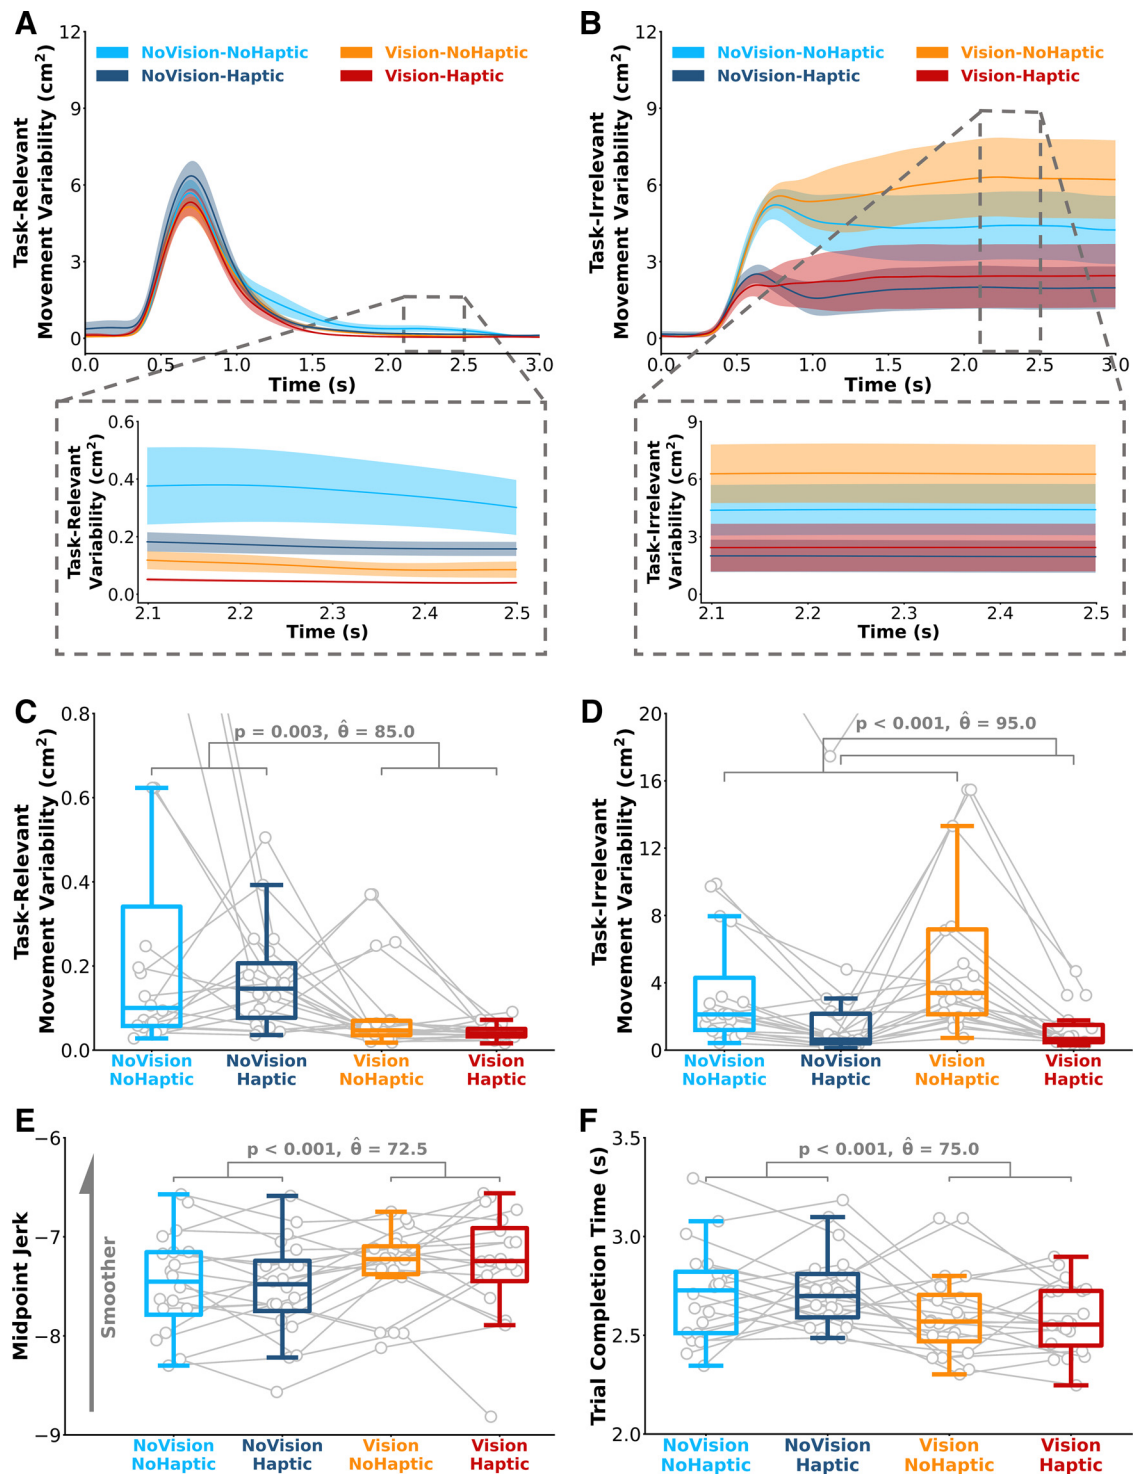 A
B
Task-Relevant
Movement Variability (cm²)
12
9
6
3
0
NoVision-NoHaptic
NoVision-Haptic
Vision-NoHaptic
Vision-Haptic
0.0
0.5
1.0
1.5
2.0
2.5
3.0
Time (s)
Task-Irrelevant
Movement Variability (cm²)
12
9
6
3
0
NoVision-NoHaptic
NoVision-Haptic
Vision-NoHaptic
Vision-Haptic
0.0
0.5
1.0
1.5
2.0
2.5
3.0
Time (s)
Task-Relevant
Variability (cm²)
0.6
0.4
0.2
0.0
2.1
2.2
2.3
2.4
2.5
Time (s)
Task-Irrelevant
Variability (cm²)
9
6
3
0
2.1
2.2
2.3
2.4
2.5
Time (s)
C
Task-Relevant
Movement Variability (cm²)
0.8
0.6
0.4
0.2
0.0
p = 0.003, θ̂ = 85.0
NoVision
NoHaptic
NoVision
Haptic
Vision
NoHaptic
Vision
Haptic
D
Task-Irrelevant
Movement Variability (cm²)
20
16
12
8
4
0
p < 0.001, θ̂ = 95.0
NoVision
NoHaptic
NoVision
Haptic
Vision
NoHaptic
Vision
Haptic
E
Midpoint Jerk
−6
−7
−8
−9
Smoother
p < 0.001, θ̂ = 72.5
NoVision
NoHaptic
NoVision
Haptic
Vision
NoHaptic
Vision
Haptic
F
Trial Completion Time (s)
3.5
3.0
2.5
2.0
p < 0.001, θ̂ = 75.0
NoVision
NoHaptic
NoVision
Haptic
Vision
NoHaptic
Vision
Haptic